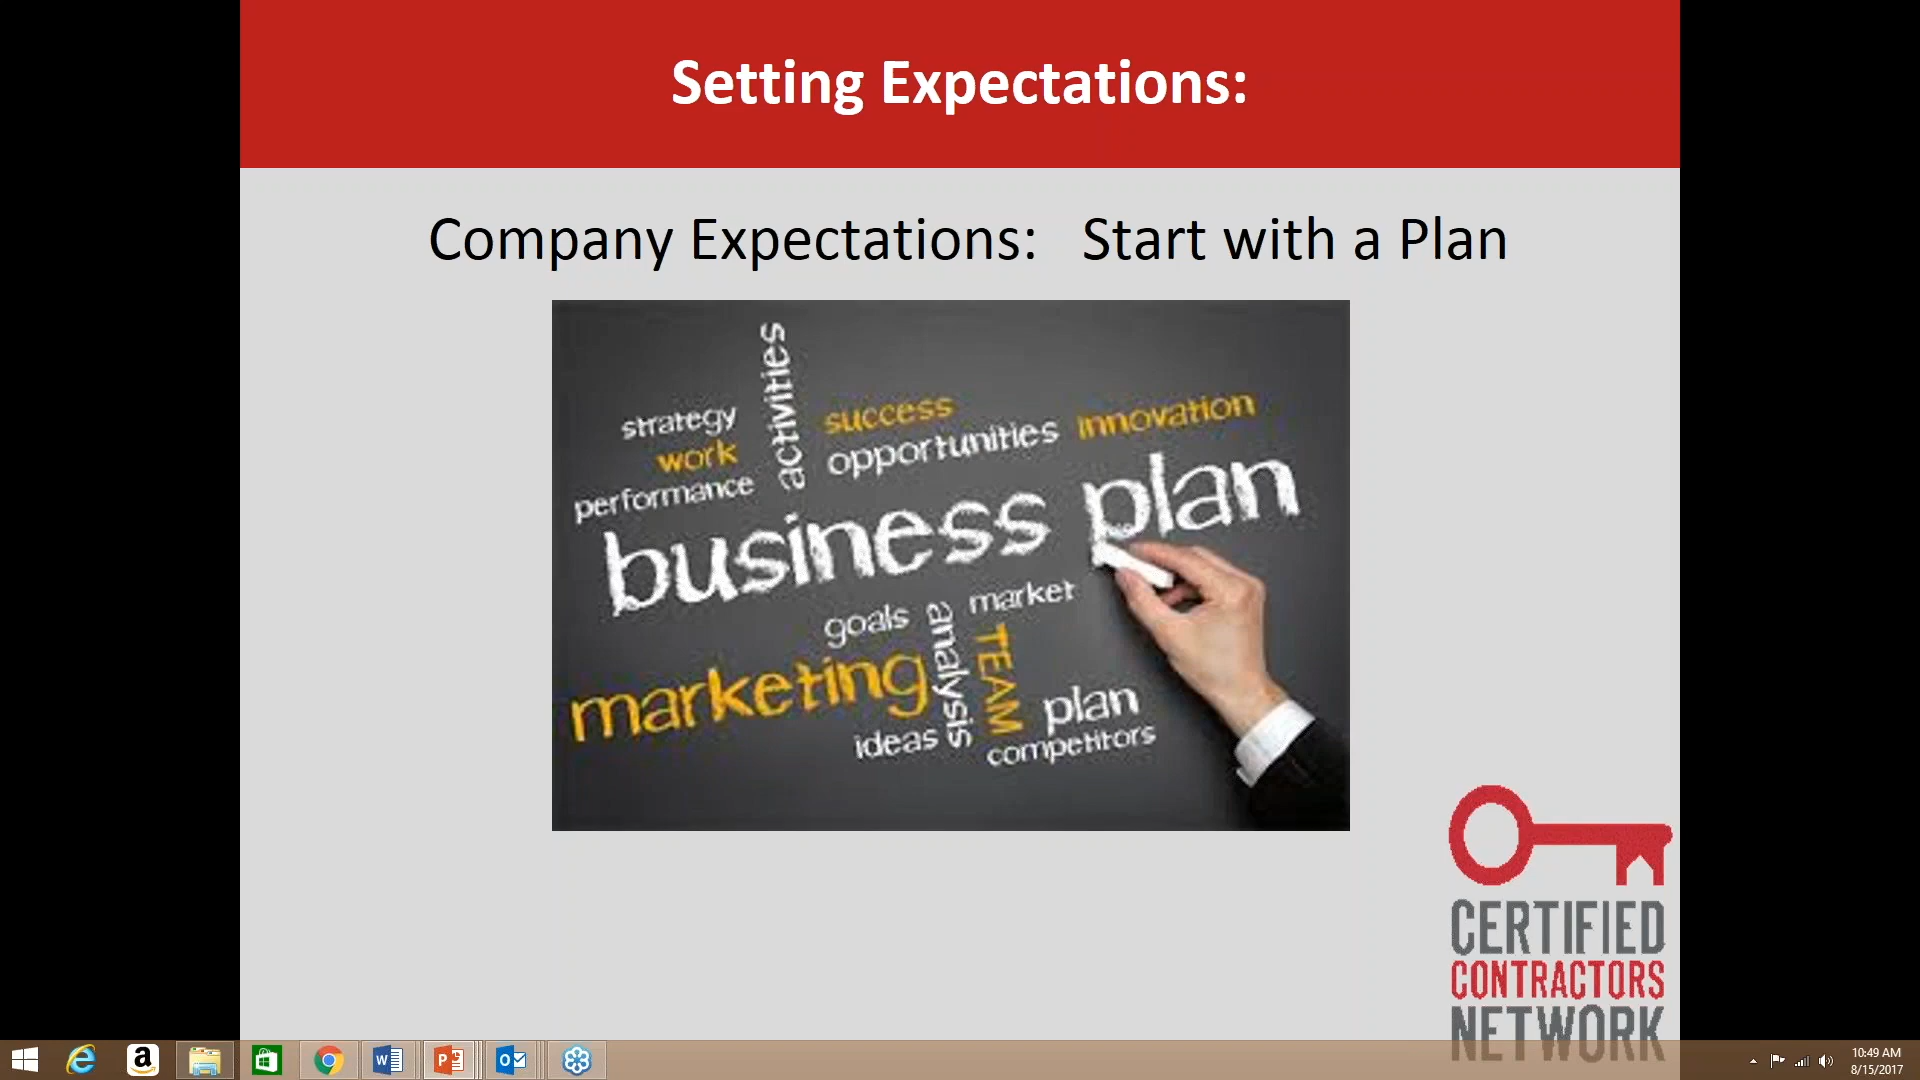 Setting Expectations:
Company Expectations: Start with a Plan
activities
strategy
success
innovation
work
opportunities
performance
business plan
goals
market
analysis
TEAM
marketing
plan
ideas
competitors
CERTIFIED
CONTRACTORS
NETWORK
10:49 AM
8/15/2017